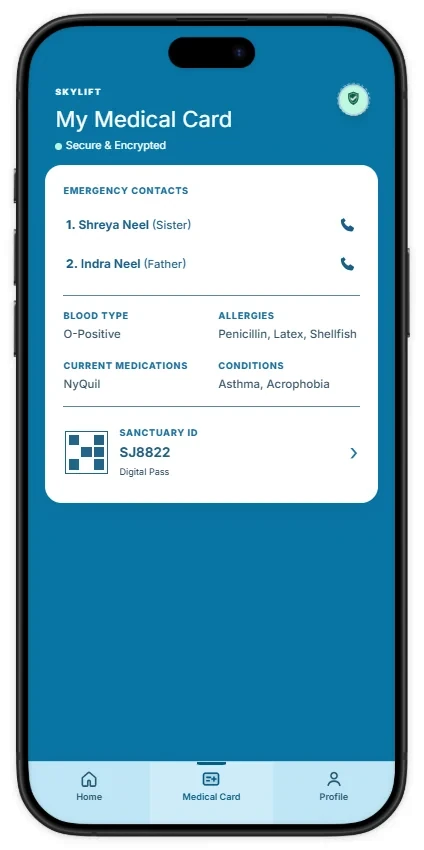 SKYLIFT
My Medical Card
Secure & Encrypted
EMERGENCY CONTACTS
1. Shreya Neel (Sister)
2. Indra Neel (Father)
BLOOD TYPE
O-Positive
ALLERGIES
Penicillin, Latex, Shellfish
CURRENT MEDICATIONS
NyQuil
CONDITIONS
Asthma, Acrophobia
SANCTUARY ID
SJ8822
Digital Pass
Home
Medical Card
Profile